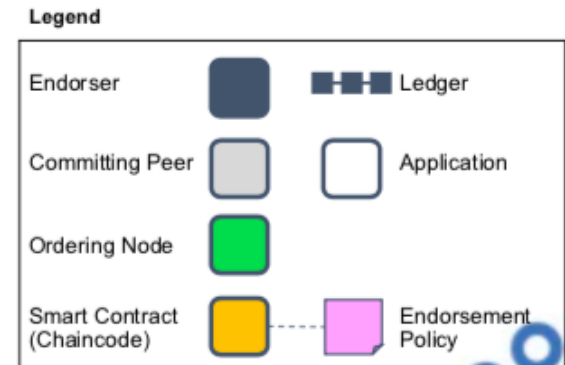 Legend
Endorser
Ledger
Committing Peer
Application
Ordering Node
Smart Contract
(Chaincode)
Endorsement
Policy